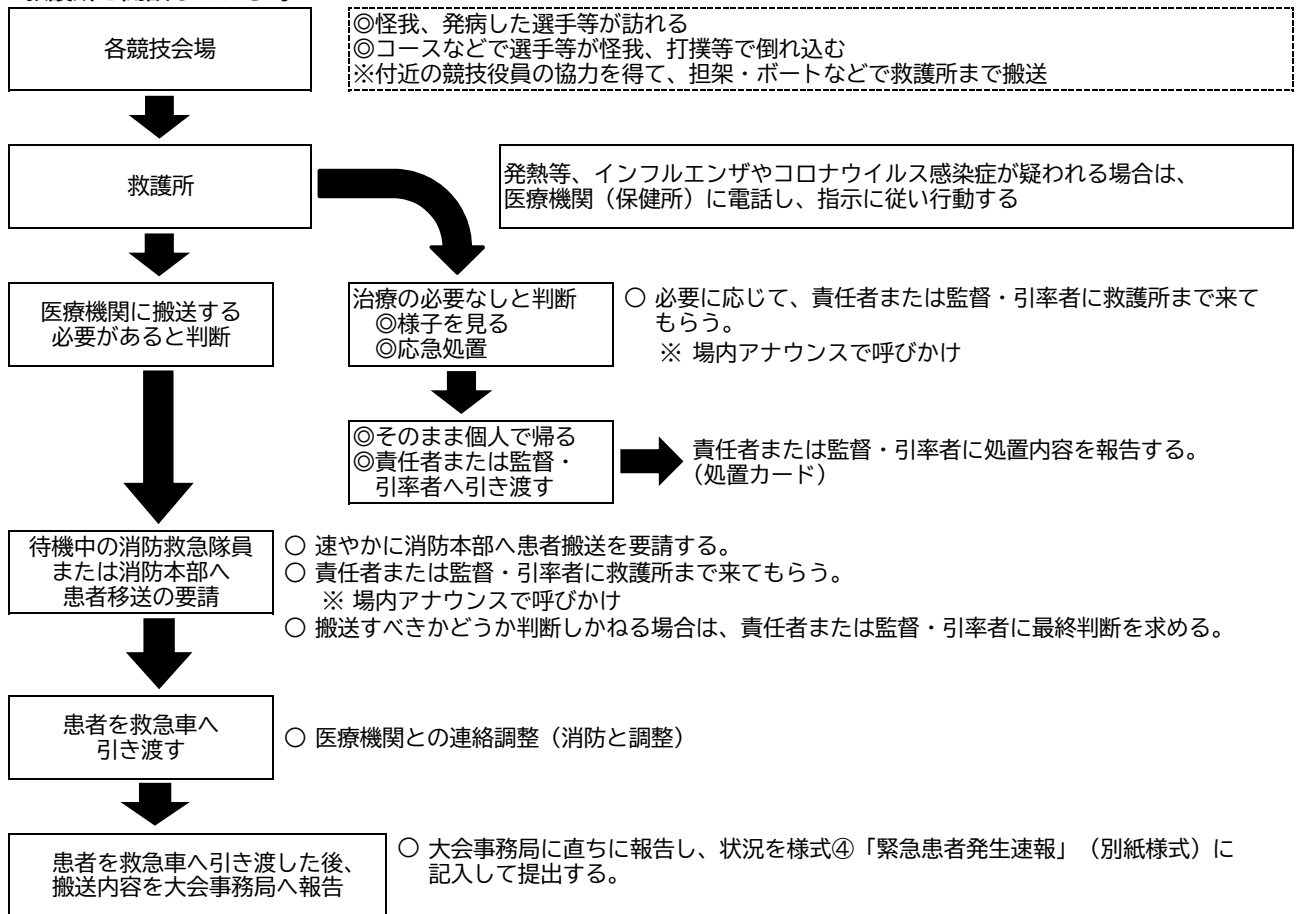 各競技会場
◎怪我、発病した選手等が訪れる
◎コースなどで選手等が怪我、打撲等で倒れ込む
※付近の競技役員の協力を得て、担架・ボートなどで救護所まで搬送
救護所
発熱等、インフルエンザやコロナウイルス感染症が疑われる場合は、
医療機関（保健所）に電話し、指示に従い行動する
医療機関に搬送する
必要があると判断
治療の必要なしと判断
◎様子を見る
◎応急処置
○ 必要に応じて、責任者または監督・引率者に救護所まで来て
もらう。
※ 場内アナウンスで呼びかけ
◎そのまま個人で帰る
◎責任者または監督・
引率者へ引き渡す
責任者または監督・引率者に処置内容を報告する。
（処置カード）
待機中の消防救急隊員
または消防本部へ
患者移送の要請
○ 速やかに消防本部へ患者搬送を要請する。
○ 責任者または監督・引率者に救護所まで来てもらう。
※ 場内アナウンスで呼びかけ
○ 搬送すべきかどうか判断しかねる場合は、責任者または監督・引率者に最終判断を求める。
患者を救急車へ
引き渡す
○ 医療機関との連絡調整（消防と調整）
患者を救急車へ引き渡した後、
搬送内容を大会事務局へ報告
○ 大会事務局に直ちに報告し、状況を様式④「緊急患者発生速報」（別紙様式）に
記入して提出する。